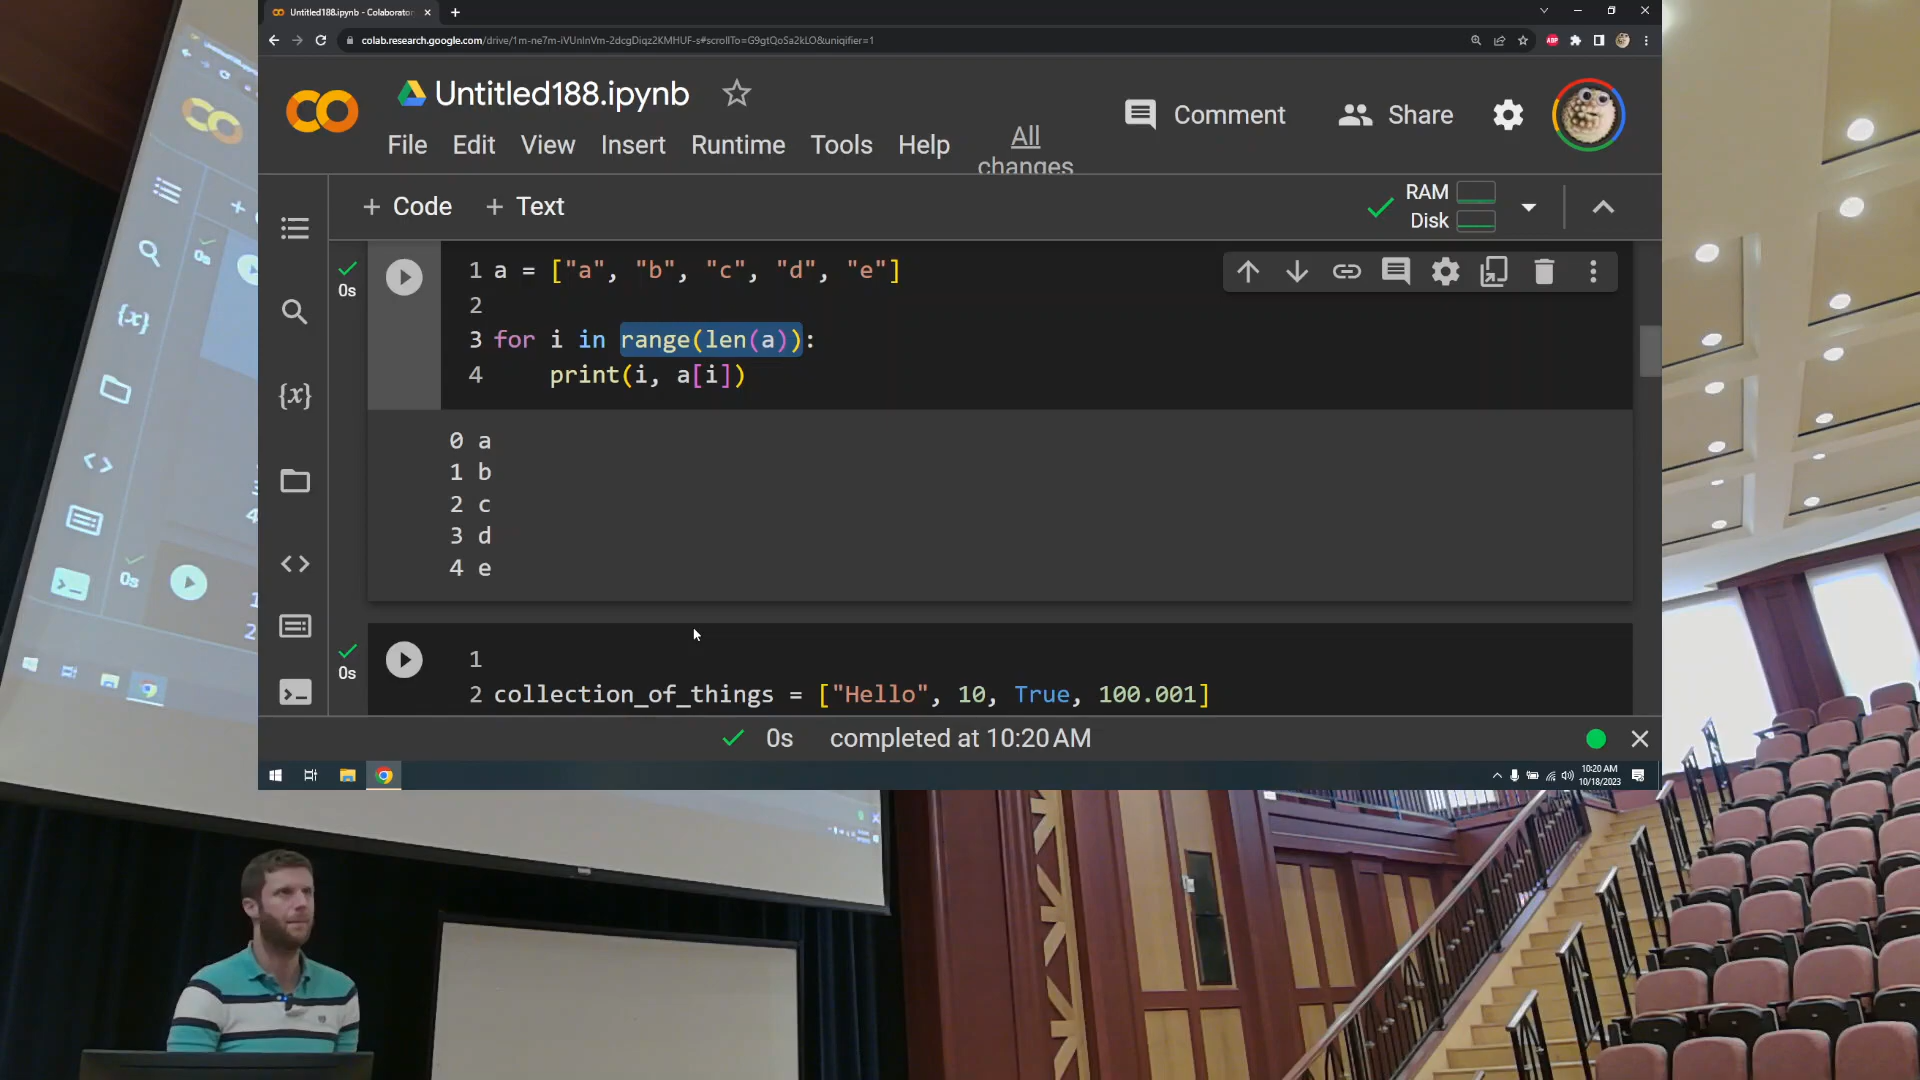 Untitled188.ipynb - Colaborator
colab.research.google.com/drive/1m-ne7m-iVUnlnVm-2dcgDiqz2KMHUF-s#scrollTo=G9gtQoSa2kLO&uniqifier=1
ABP
Untitled188.ipynb
Comment
Share
File Edit View Insert Runtime Tools Help
All
changes
+ Code + Text
RAM
Disk
0s
1 a = ["a", "b", "c", "d", "e"]
2
3 for i in range(len(a)):
4     print(i, a[i])
0 a
1 b
2 c
3 d
4 e
{x}
0s
1
2 collection_of_things = ["Hello", 10, True, 100.001]
0s completed at 10:20 AM
10:20 AM
10/18/2023
0s
{x}
0s